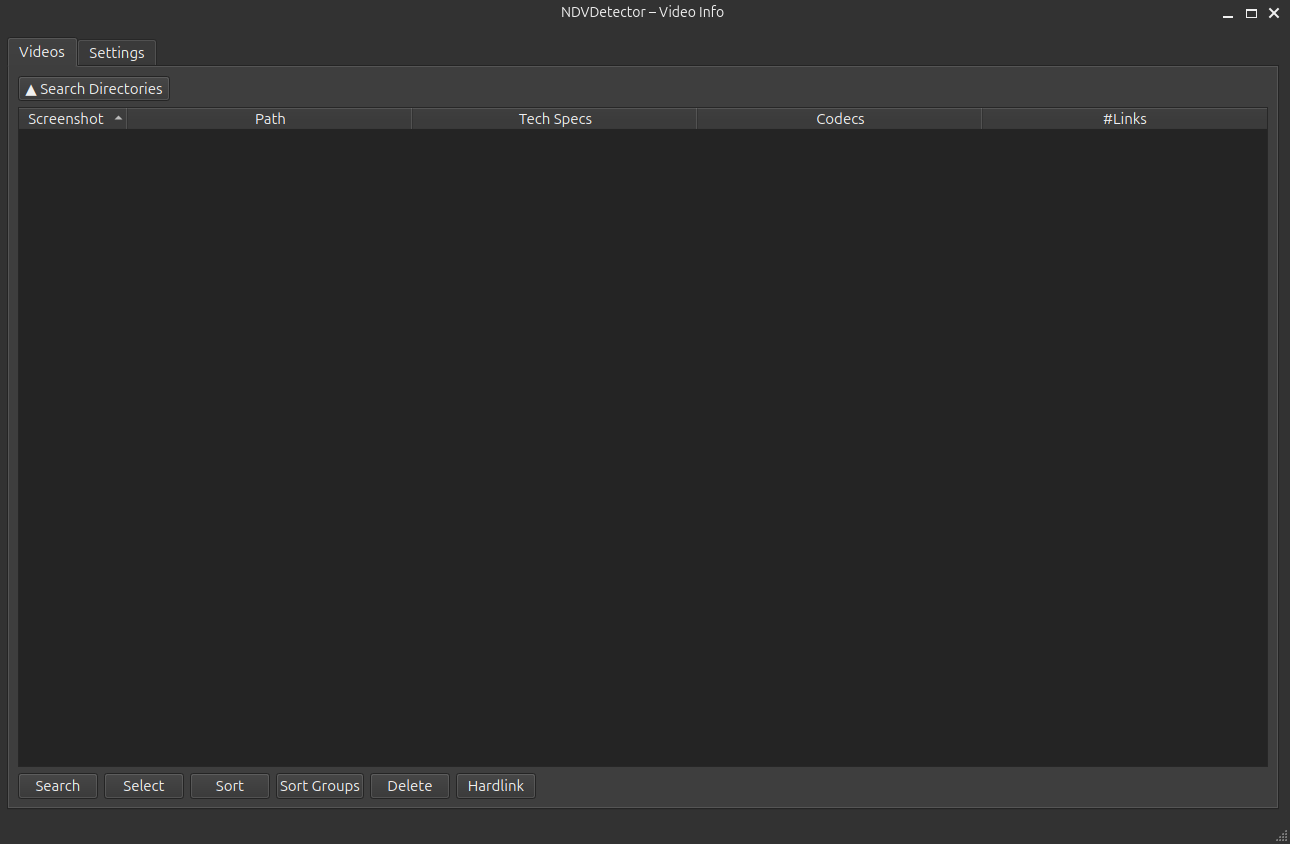 NDVDetector – Video Info
Videos Settings
▲ Search Directories
Screenshot Path Tech Specs Codecs #Links
Search Select Sort Sort Groups Delete Hardlink